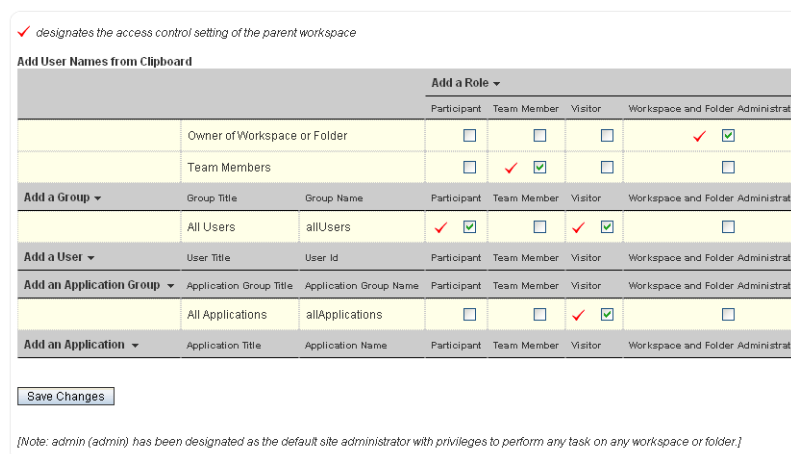 designates the access control setting of the parent workspace
Add User Names from Clipboard
Add a Role
Participant Team Member Visitor Workspace and Folder Administrat
Owner of Workspace or Folder
Team Members
Add a Group Group Title Group Name Participant Team Member Visitor Workspace and Folder Administrat
All Users allUsers
Add a User User Title User Id Participant Team Member Visitor Workspace and Folder Administrat
Add an Application Group Application Group Title Application Group Name Participant Team Member Visitor Workspace and Folder Administrat
All Applications allApplications
Add an Application Application Title Application Name Participant Team Member Visitor Workspace and Folder Administrat
Save Changes
[Note: admin (admin) has been designated as the default site administrator with privileges to perform any task on any workspace or folder.]